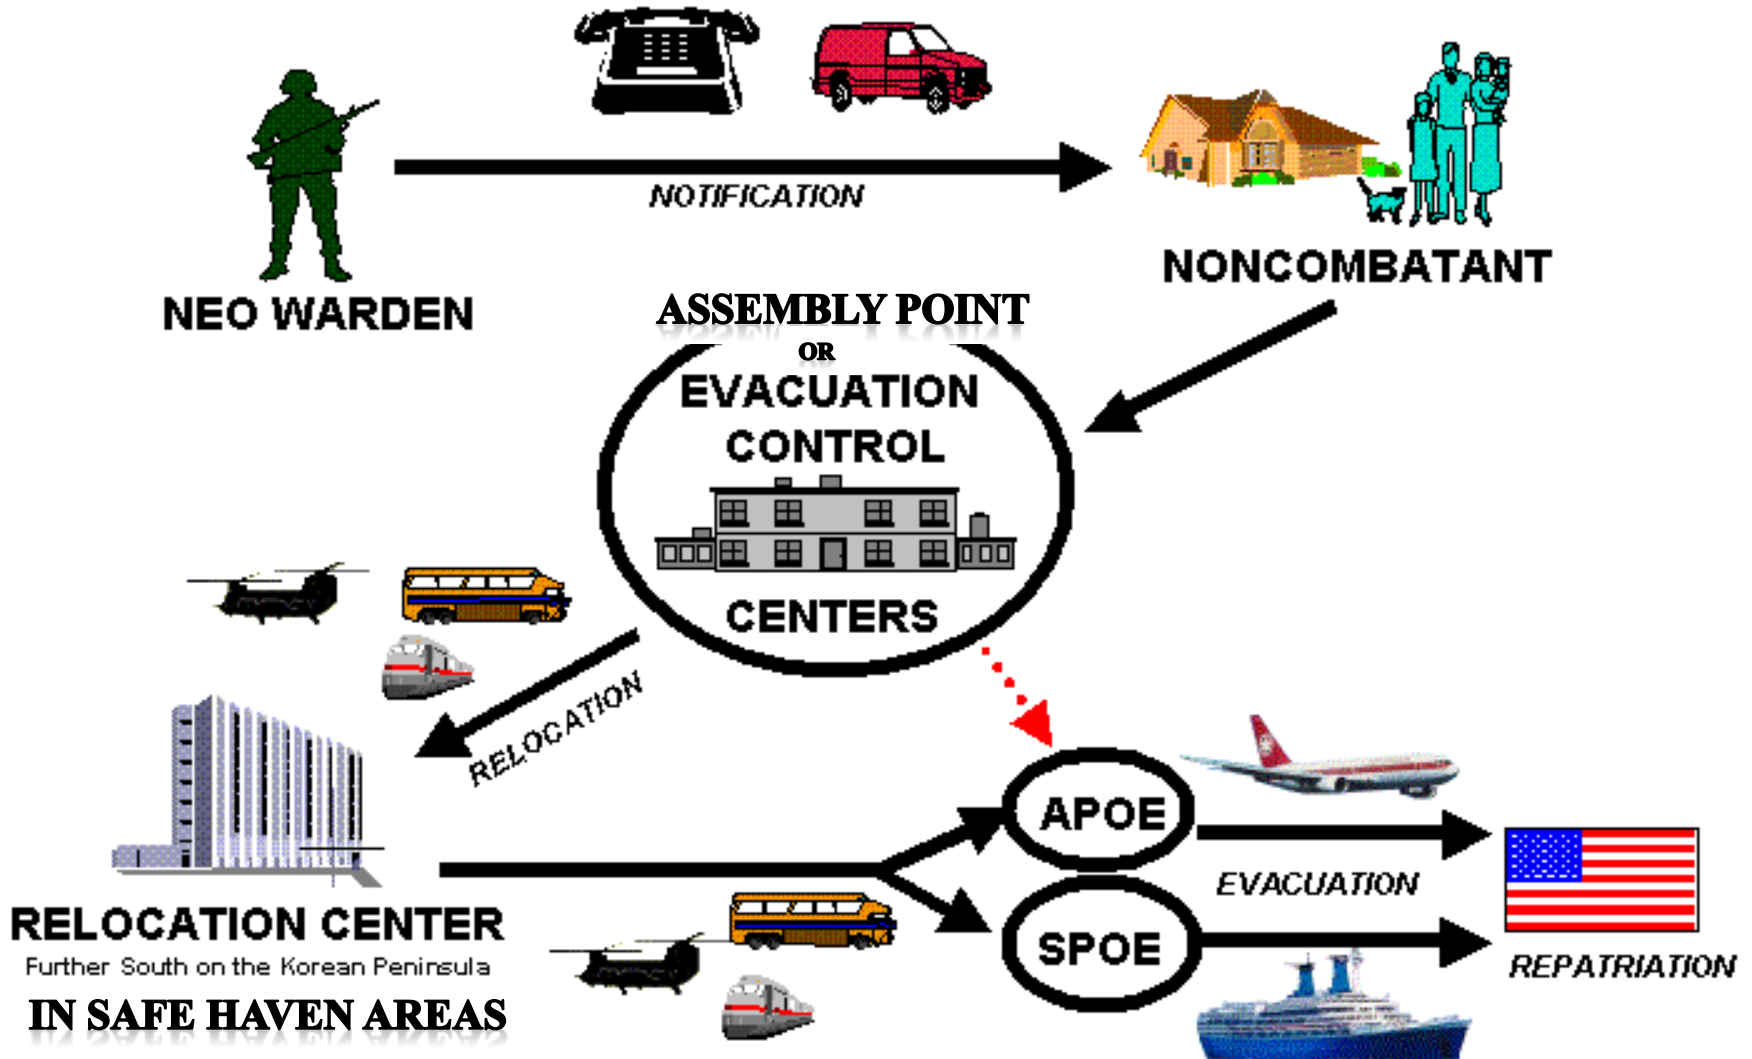 NOTIFICATION
NEO WARDEN
NONCOMBATANT
ASSEMBLY POINT
OR
EVACUATION
CONTROL
CENTERS
RELOCATION
RELOCATION CENTER
Further South on the Korean Peninsula
IN SAFE HAVEN AREAS
APOE
SPOE
EVACUATION
REPATRIATION